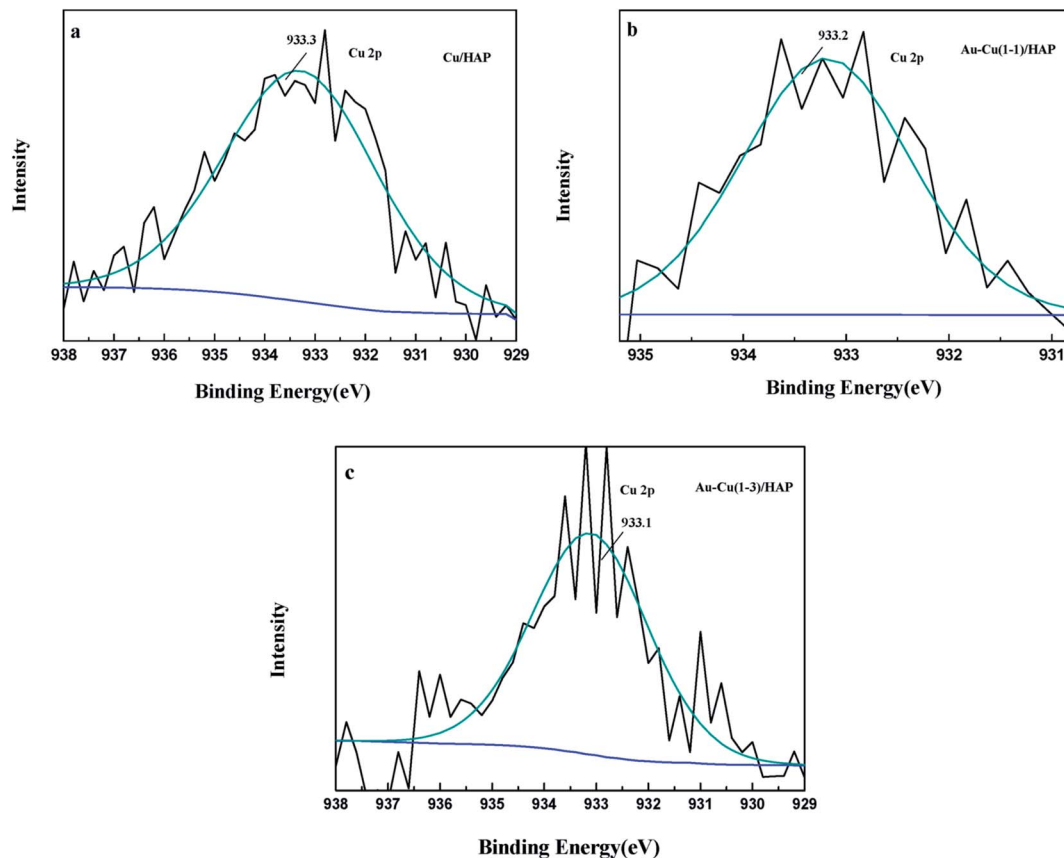 a
933.3
Cu 2p
Cu/HAP
Intensity
938 937 936 935 934 933 932 931 930 929
Binding Energy(eV)
b
933.2
Cu 2p
Au-Cu(1-1)/HAP
Intensity
935 934 933 932 931
Binding Energy(eV)
c
Cu 2p
Au-Cu(1-3)/HAP
933.1
Intensity
938 937 936 935 934 933 932 931 930 929
Binding Energy(eV)